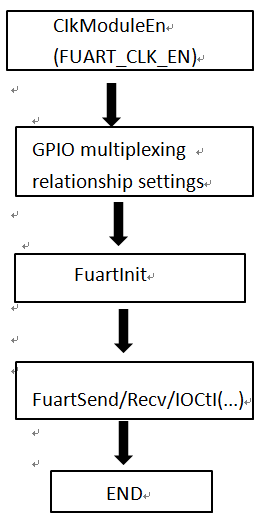 ClkModuleEn
(FUART_CLK_EN)
GPIO multiplexing
relationship settings
FuartInit
FuartSend/Recv/IOCtl(...)
END